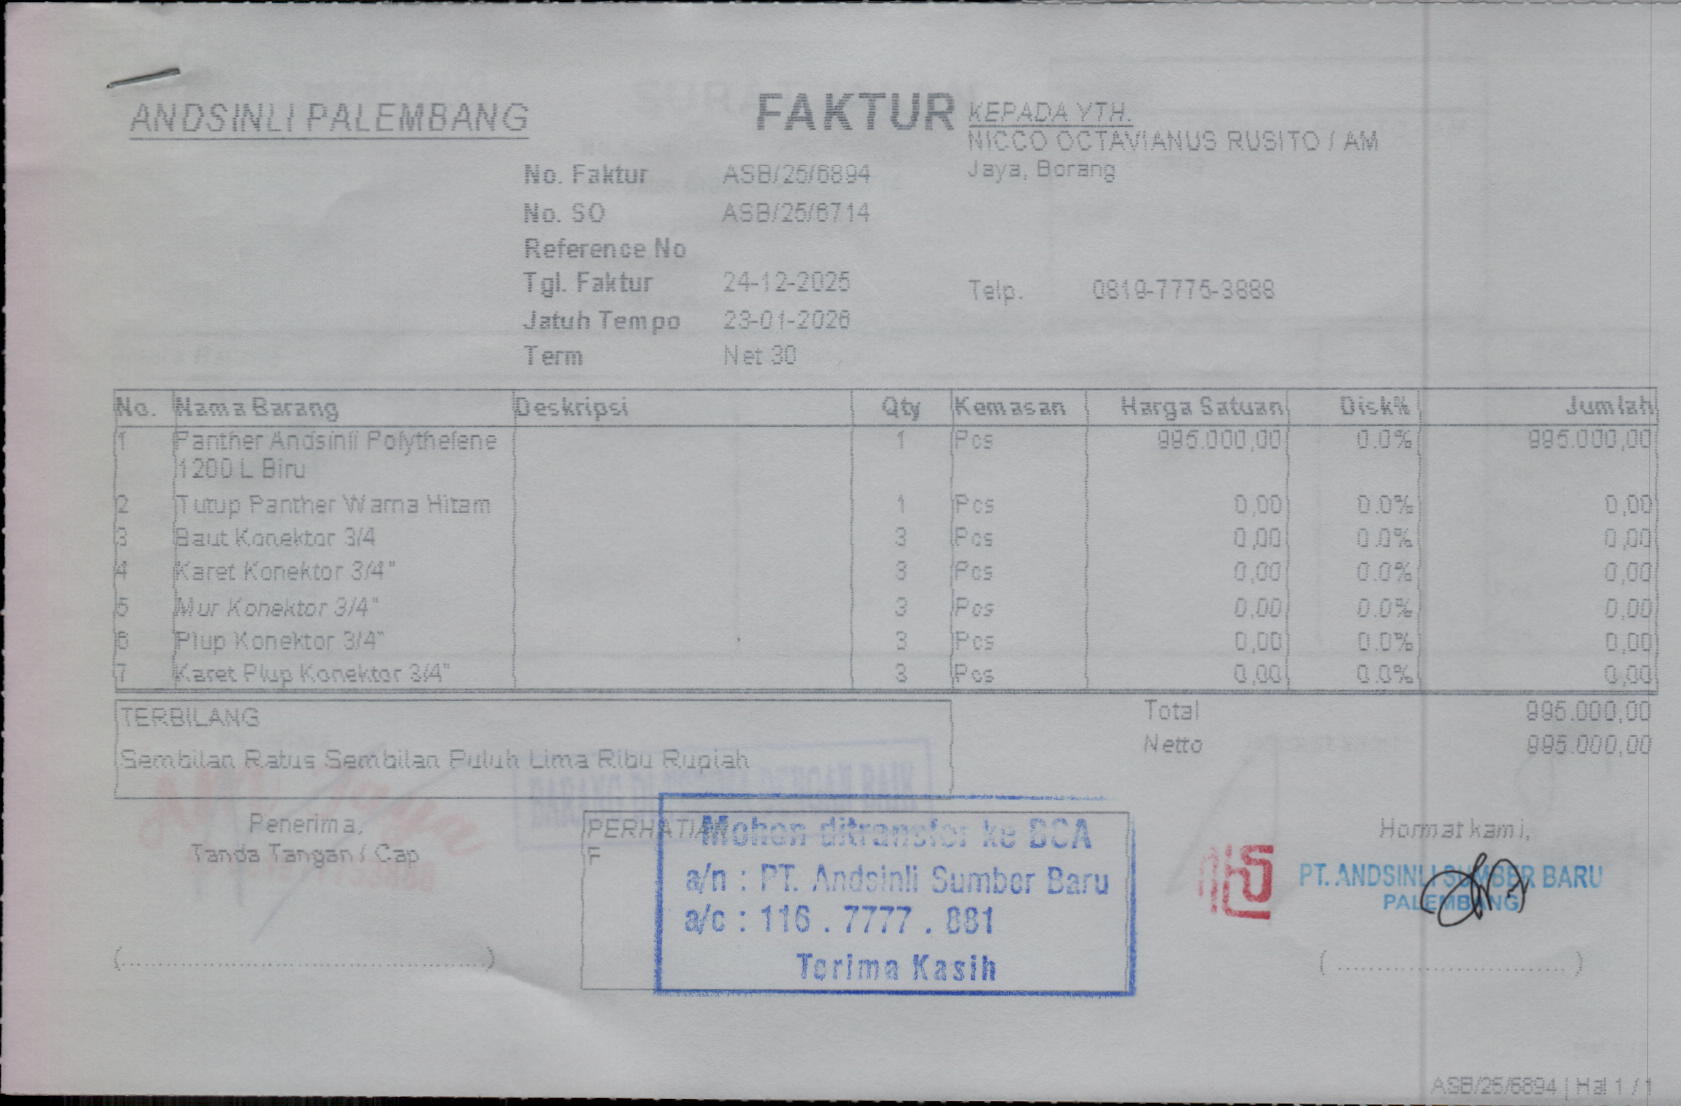 ANDSINLI PALEMBANG
FAKTUR
KEPADA YTH.
NICCO OCTAVIANUS RUSITO / AM
Jaya, Borang
No. Faktur ASB/25/6894
No. SO ASB/25/6714
Reference No
Tgl. Faktur 24-12-2025
Telp. 0819-7775-3888
Jatuh Tempo 23-01-2026
Term Net 30
No. Nama Barang Deskripsi Qty Kemasan Harga Satuan Disk% Jumlah
1 Panther Andsinli Polythelene 1 Pcs 995.000,00 0.0% 995.000,00
1200 L Biru
2 Tutup Panther Warna Hitam 1 Pcs 0,00 0.0% 0,00
3 Baut Konektor 3/4 3 Pcs 0,00 0.0% 0,00
4 Karet Konektor 3/4" 3 Pcs 0,00 0.0% 0,00
5 Mur Konektor 3/4" 3 Pcs 0,00 0.0% 0,00
6 Plup Konektor 3/4" 3 Pcs 0,00 0.0% 0,00
7 Karet Plup Konektor 3/4" 3 Pcs 0,00 0.0% 0,00
TERBILANG
Sembilan Ratus Sembilan Puluh Lima Ribu Rupiah
Total 995.000,00
Netto 995.000,00
Penerima,
Tanda Tangan / Cap
(..........................................................)
PERHATIAN
F
Mohon ditransfer ke BCA
a/n : PT. Andsinli Sumber Baru
a/c : 116 . 7777 . 881
Terima Kasih
Hormat kami,
PT. ANDSINLI SUMBER BARU
PALEMBANG
( .................................... )
ASB/25/6894 | Hal 1 / 1